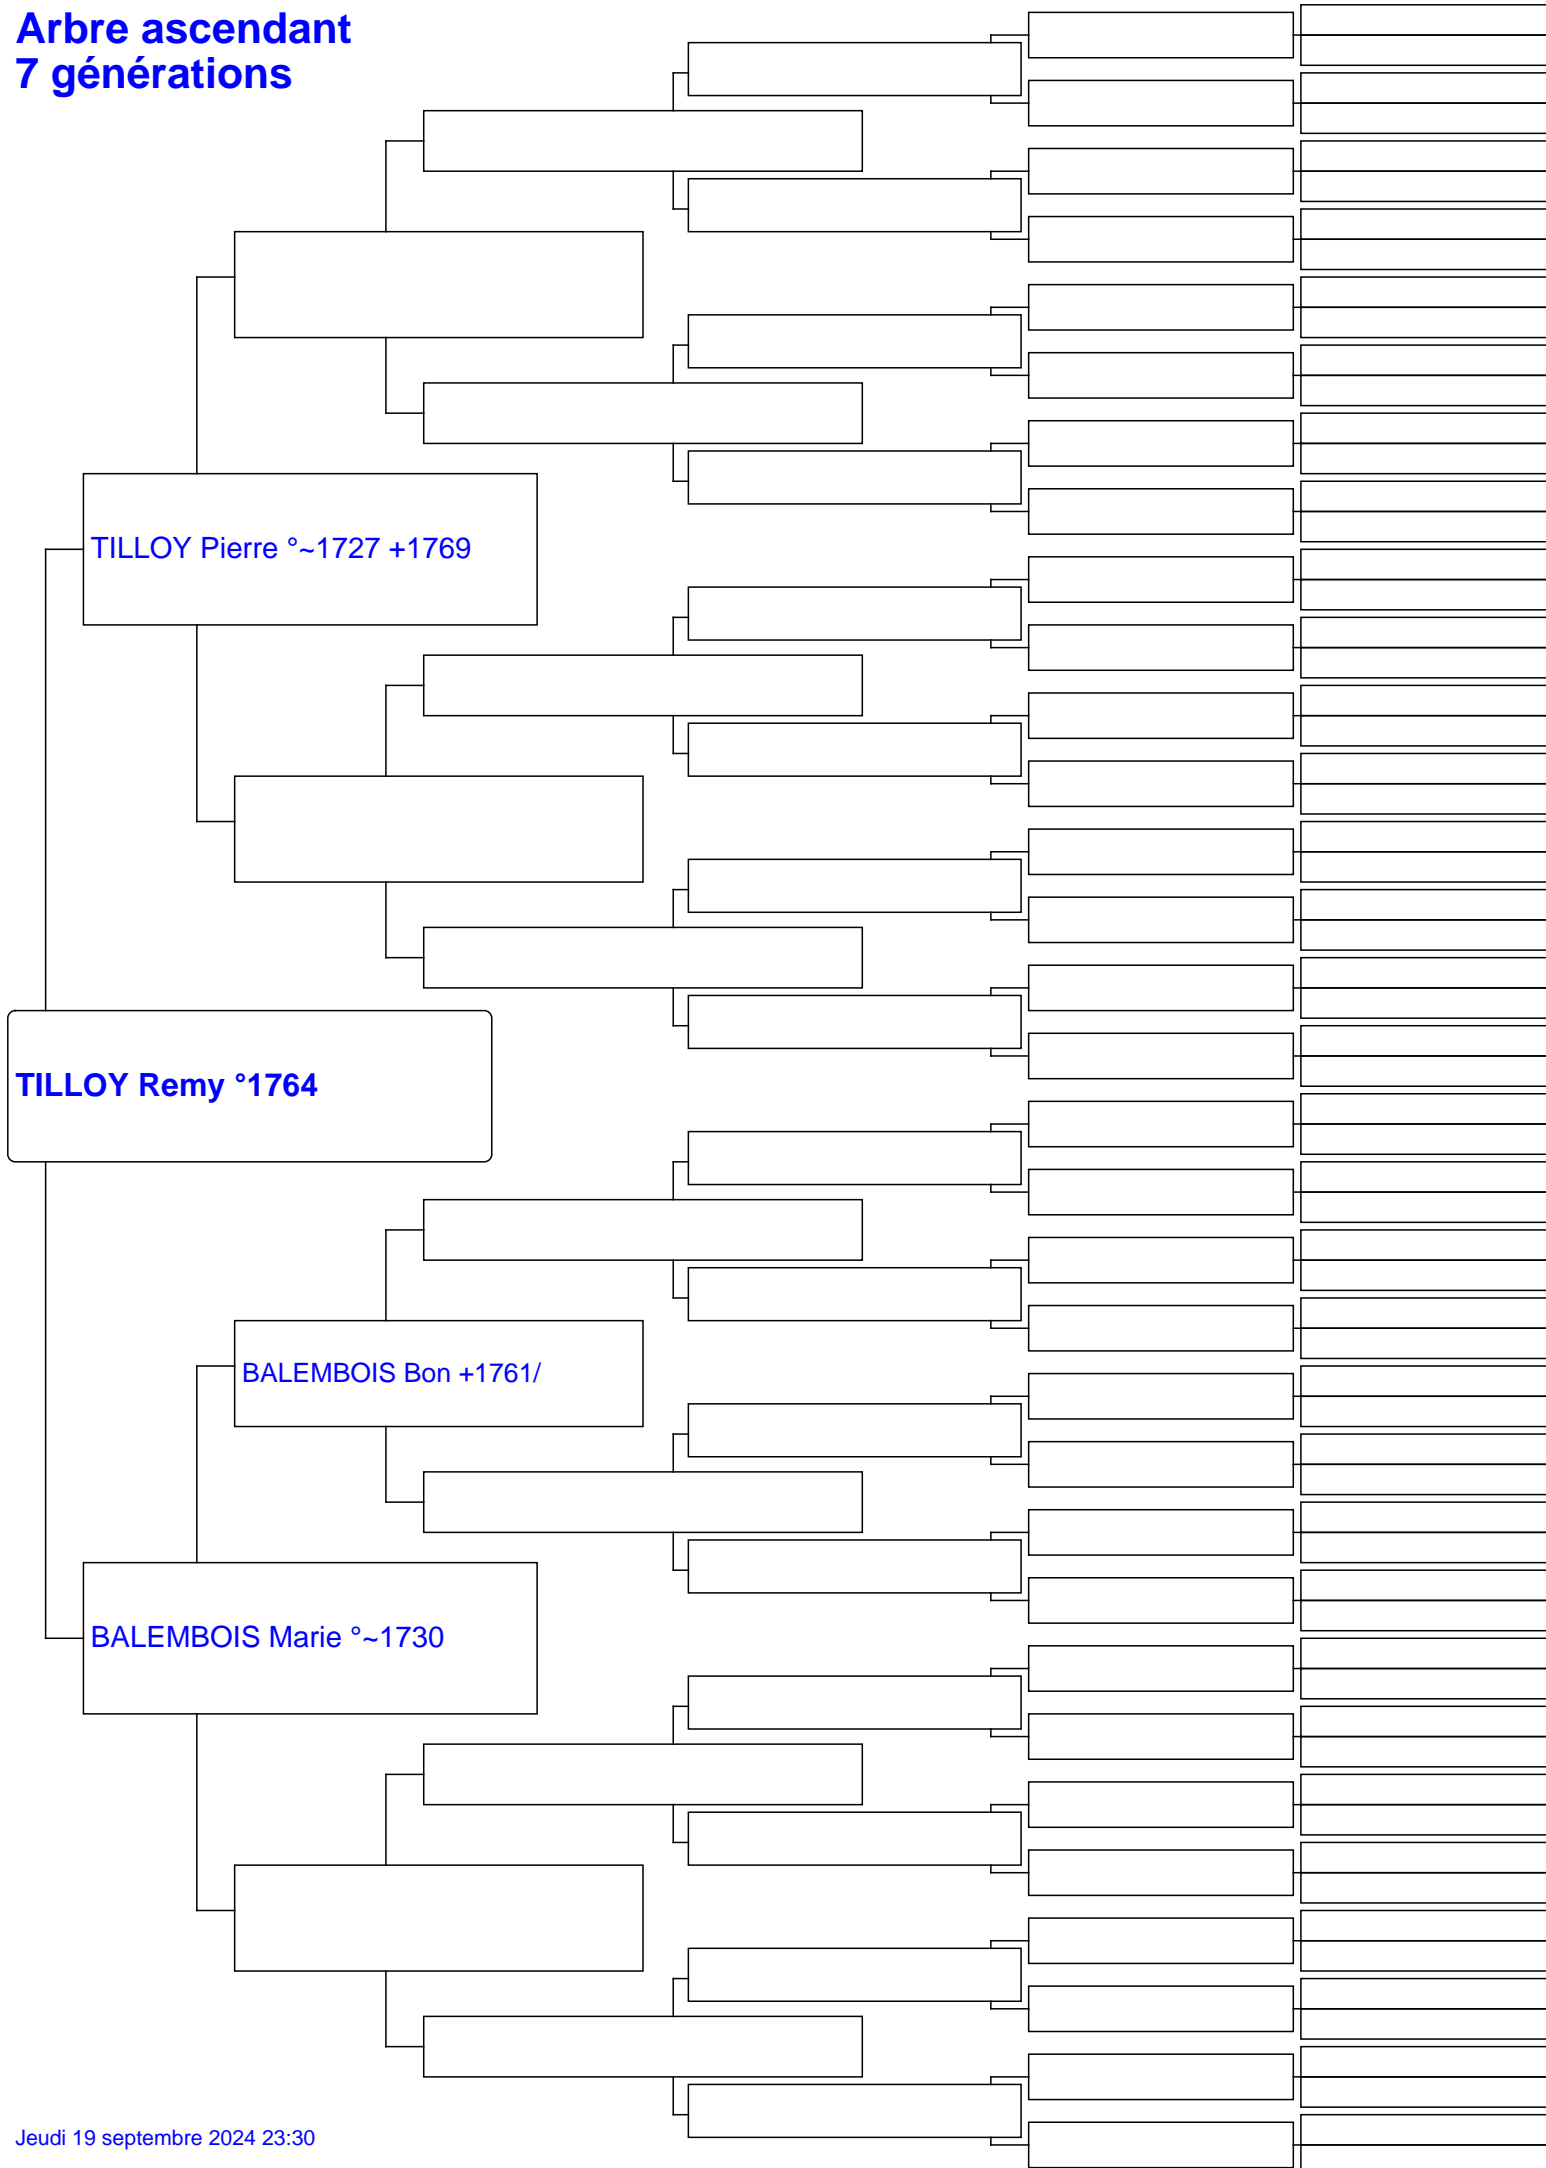 Arbre ascendant
7 générations
TILLOY Pierre °~1727 +1769
TILLOY Remy °1764
BALEMBOIS Bon +1761/
BALEMBOIS Marie °~1730
Jeudi 19 septembre 2024 23:30